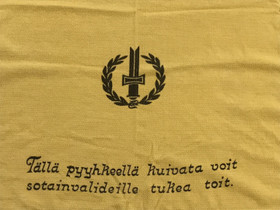 Tällä pyyhkeellä kuivata voit
sotainvalideille tukea toit.